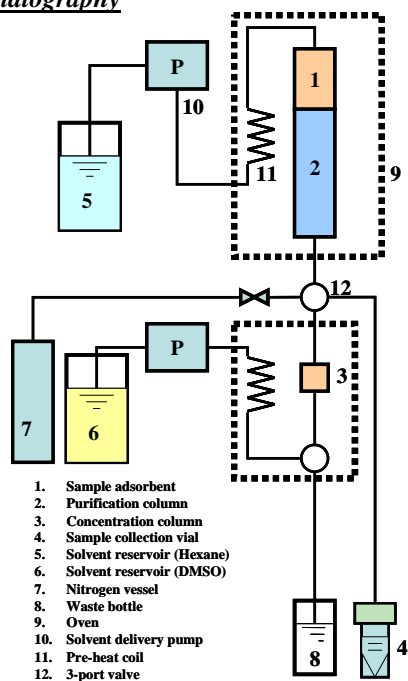 P
10
1
11
2
9
5
12
P
3
7
6
1. Sample adsorbent
2. Purification column
3. Concentration column
4. Sample collection vial
5. Solvent reservoir (Hexane)
6. Solvent reservoir (DMSO)
7. Nitrogen vessel
8. Waste bottle
9. Oven
10. Solvent delivery pump
11. Pre-heat coil
12. 3-port valve
8
4